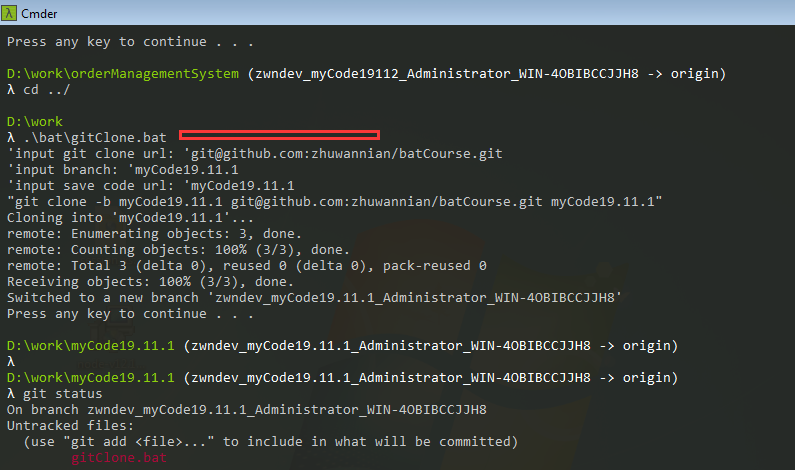 λ Cmder
Press any key to continue . . .
D:\work\orderManagementSystem (zwndev_myCode19112_Administrator_WIN-4OBIBCCJJH8 -> origin)
λ cd ../
D:\work
λ .\bat\gitClone.bat
'input git clone url: 'git@github.com:zhuwannian/batCourse.git
'input branch: 'myCode19.11.1
'input save code url: 'myCode19.11.1
"git clone -b myCode19.11.1 git@github.com:zhuwannian/batCourse.git myCode19.11.1"
Cloning into 'myCode19.11.1'...
remote: Enumerating objects: 3, done.
remote: Counting objects: 100% (3/3), done.
remote: Total 3 (delta 0), reused 0 (delta 0), pack-reused 0
Receiving objects: 100% (3/3), done.
Switched to a new branch 'zwndev_myCode19.11.1_Administrator_WIN-4OBIBCCJJH8'
Press any key to continue . . .
D:\work\myCode19.11.1 (zwndev_myCode19.11.1_Administrator_WIN-4OBIBCCJJH8 -> origin)
λ
D:\work\myCode19.11.1 (zwndev_myCode19.11.1_Administrator_WIN-4OBIBCCJJH8 -> origin)
λ git status
On branch zwndev_myCode19.11.1_Administrator_WIN-4OBIBCCJJH8
Untracked files:
(use "git add <file>..." to include in what will be committed)
gitClone.bat